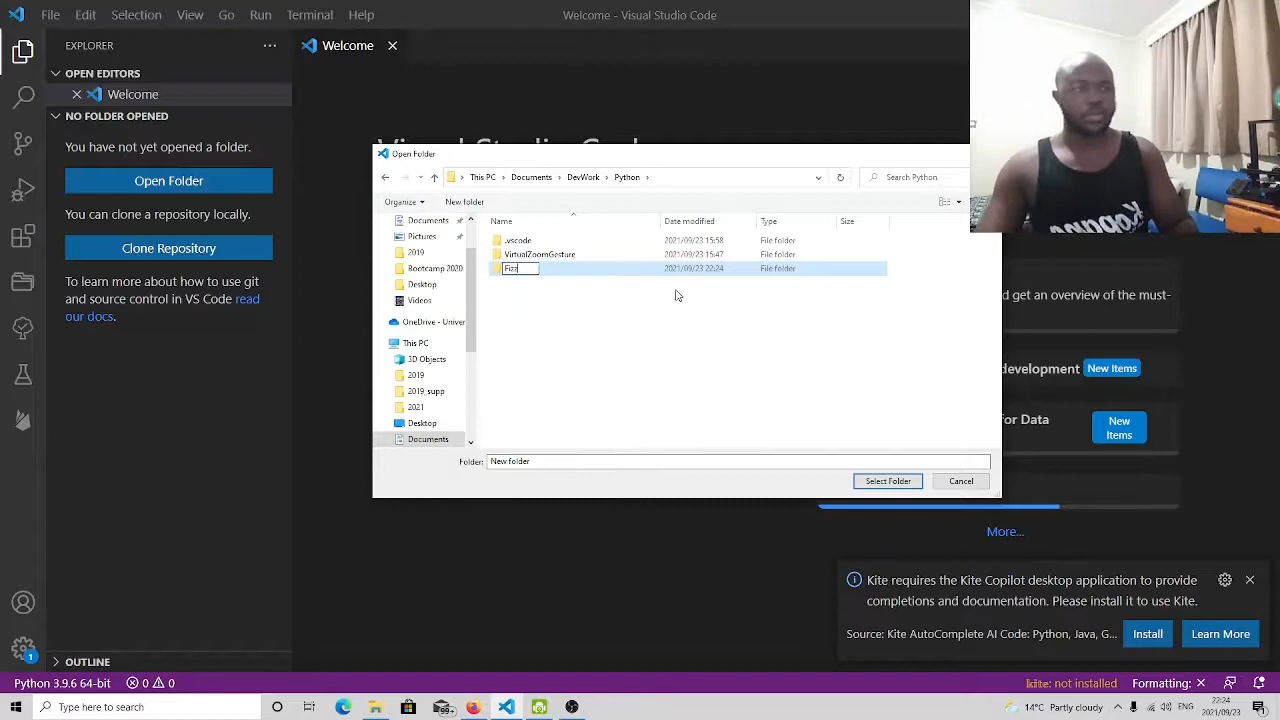 File Edit Selection View Go Run Terminal Help
Welcome - Visual Studio Code
EXPLORER
Welcome
OPEN EDITORS
Welcome
NO FOLDER OPENED
You have not yet opened a folder.
Open Folder
You can clone a repository locally.
Clone Repository
To learn more about how to use git
and source control in VS Code read
our docs.
OUTLINE
Visual Studio Code
Open Folder
This PC > Documents > DevWork > Python >
Search Python
Organize
New folder
Documents
Pictures
2019
Bootcamp 2020
Desktop
Videos
OneDrive - Univer
This PC
3D Objects
2019
2019_supp
2021
Desktop
Documents
Name Date modified Type Size
.vscode 2021/09/23 15:58 File folder
VirtualZoomGesture 2021/09/23 15:47 File folder
Fizz 2021/09/23 22:24 File folder
Folder: New folder
Select Folder Cancel
d get an overview of the must-
development New Items
for Data New Items
More...
Kite requires the Kite Copilot desktop application to provide
completions and documentation. Please install it to use Kite.
Source: Kite AutoComplete AI Code: Python, Java, G...
Install Learn More
1
Python 3.9.6 64-bit 0 0
kite: not installed Formatting: ×
Type here to search
99+
14°C Partly cloudy
ENG
22:24
2021/09/23
1